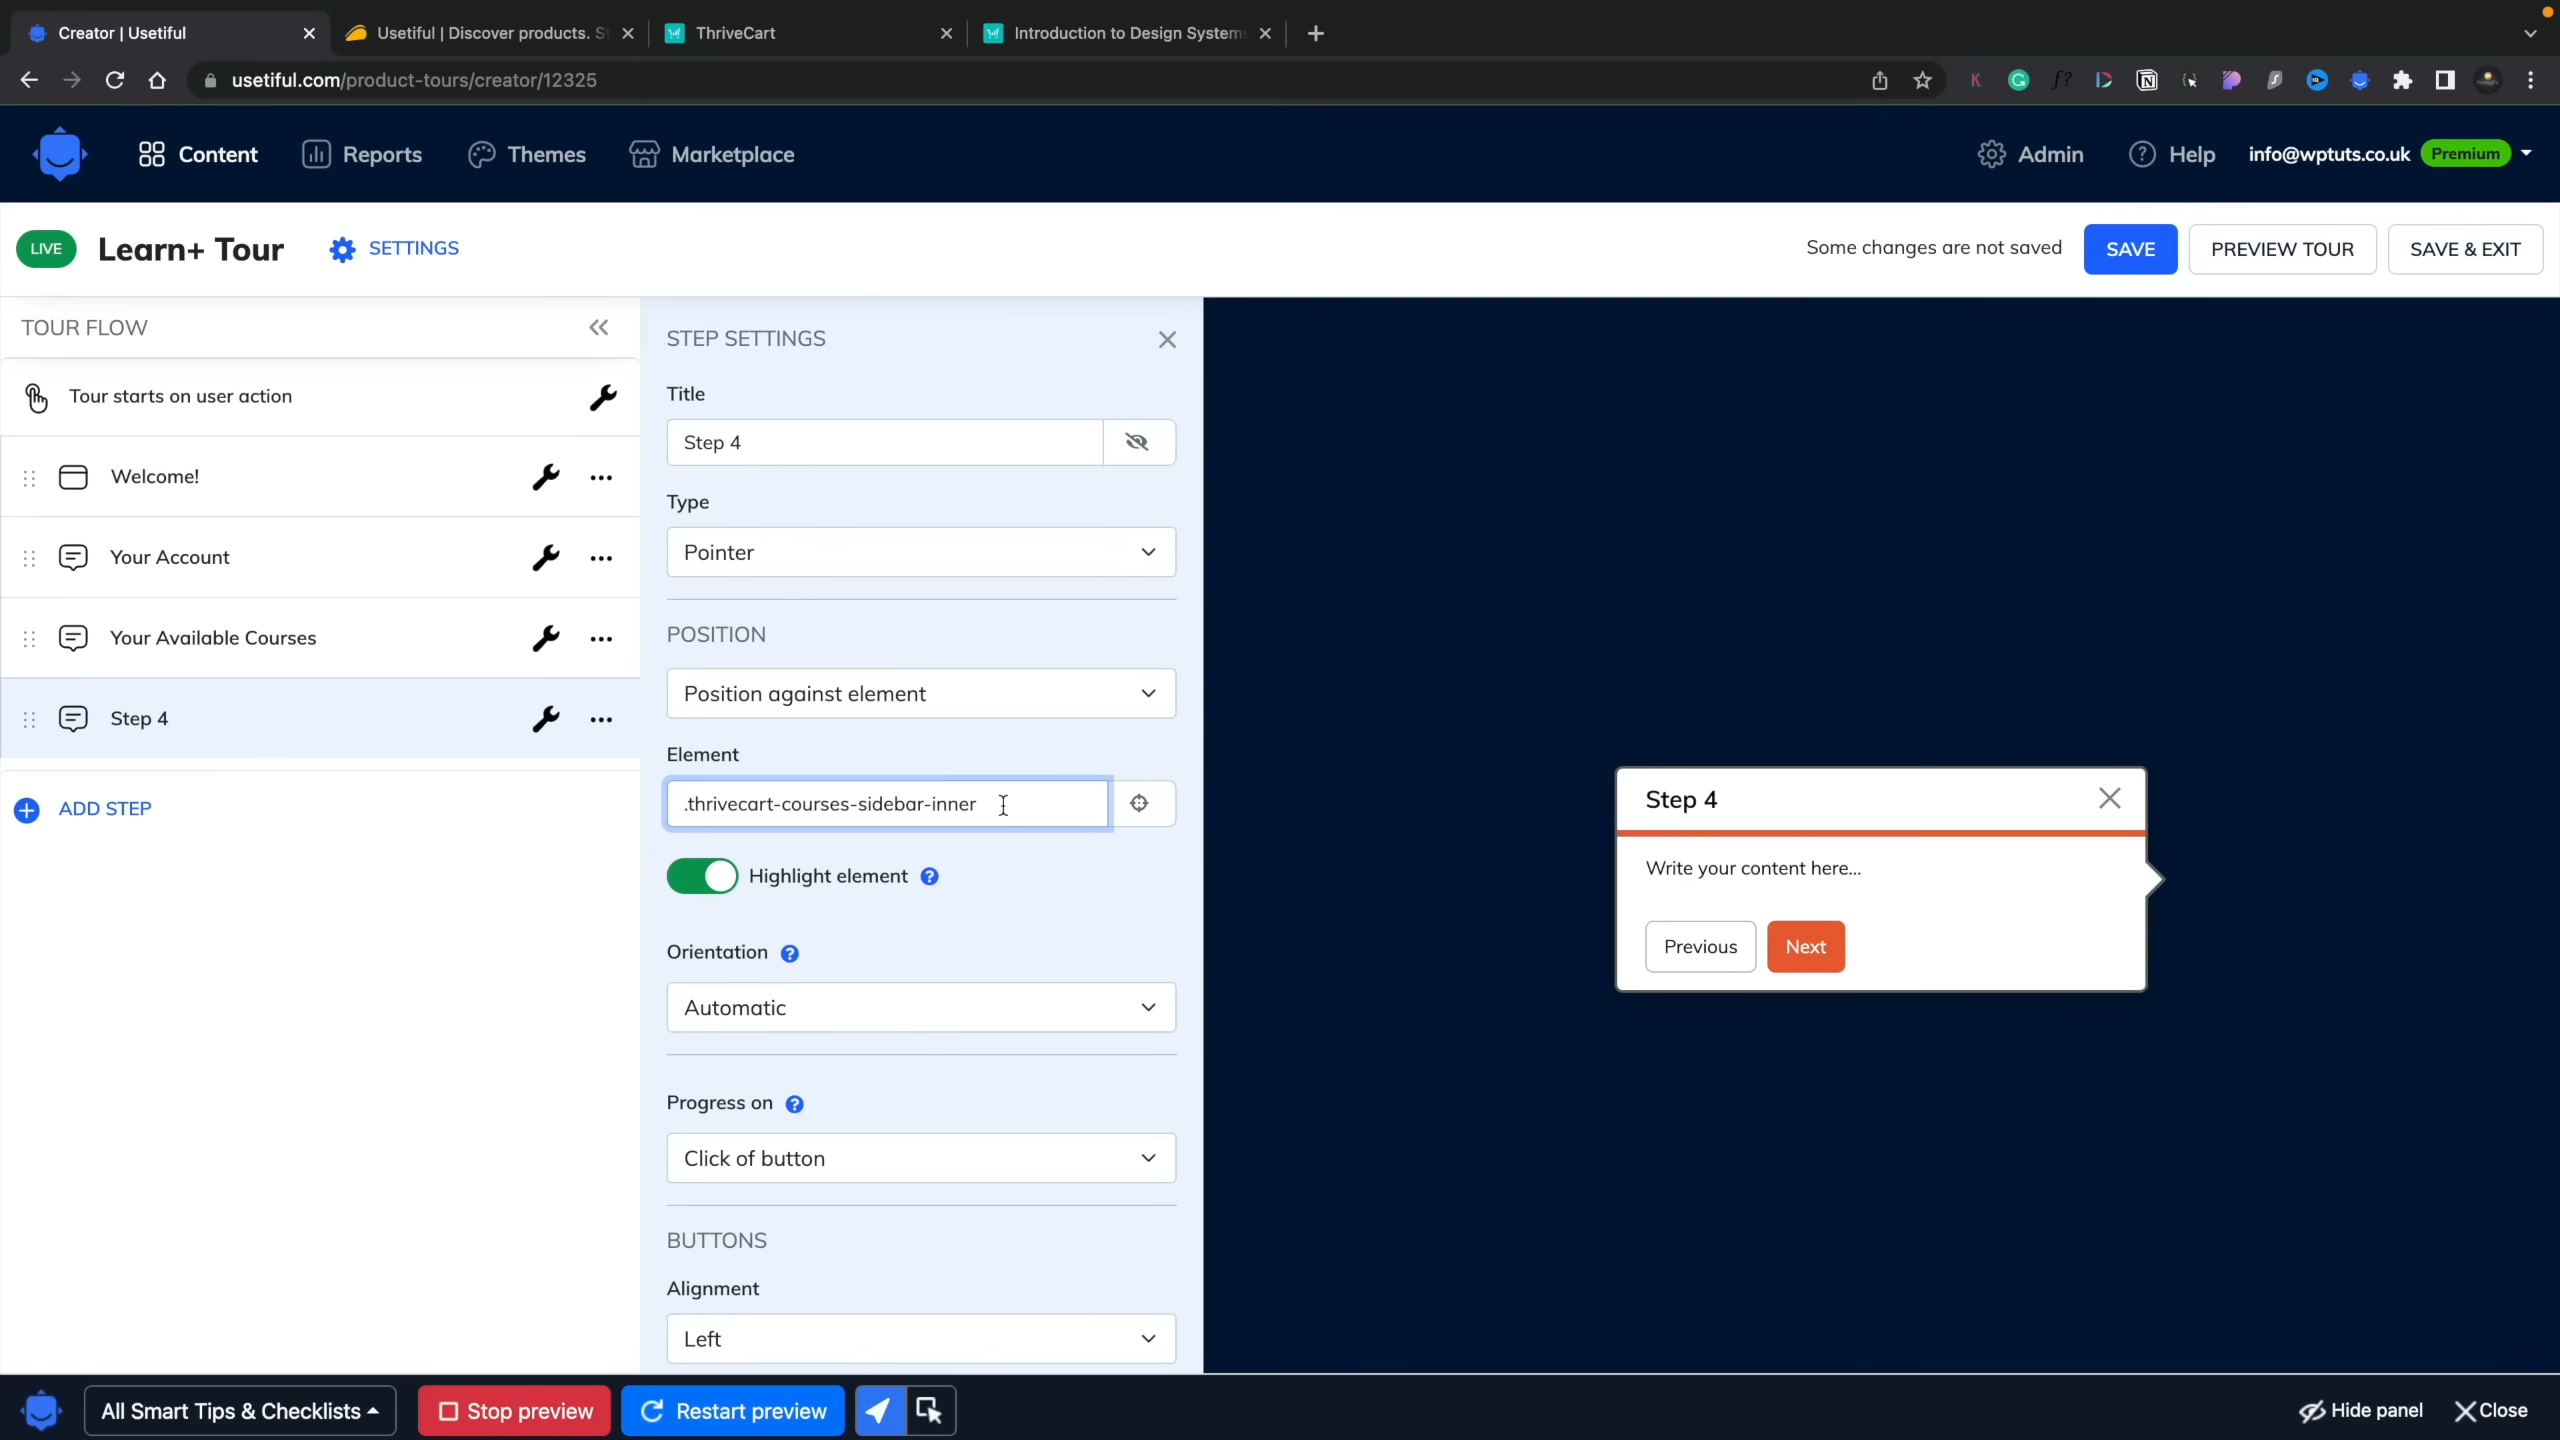 Creator | Usetiful
Usetiful | Discover products. S
ThriveCart
Introduction to Design System
usetiful.com/product-tours/creator/12325
Content
Reports
Themes
Marketplace
Admin
Help
info@wptuts.co.uk
Premium
LIVE
Learn+ Tour
SETTINGS
Some changes are not saved
SAVE
PREVIEW TOUR
SAVE & EXIT
TOUR FLOW
Tour starts on user action
Welcome!
Your Account
Your Available Courses
Step 4
ADD STEP
STEP SETTINGS
Title
Step 4
Type
Pointer
POSITION
Position against element
Element
.thrivecart-courses-sidebar-inner
Highlight element
Orientation
Automatic
Progress on
Click of button
BUTTONS
Alignment
Left
Step 4
Write your content here...
Previous
Next
All Smart Tips & Checklists
Stop preview
Restart preview
Hide panel
Close